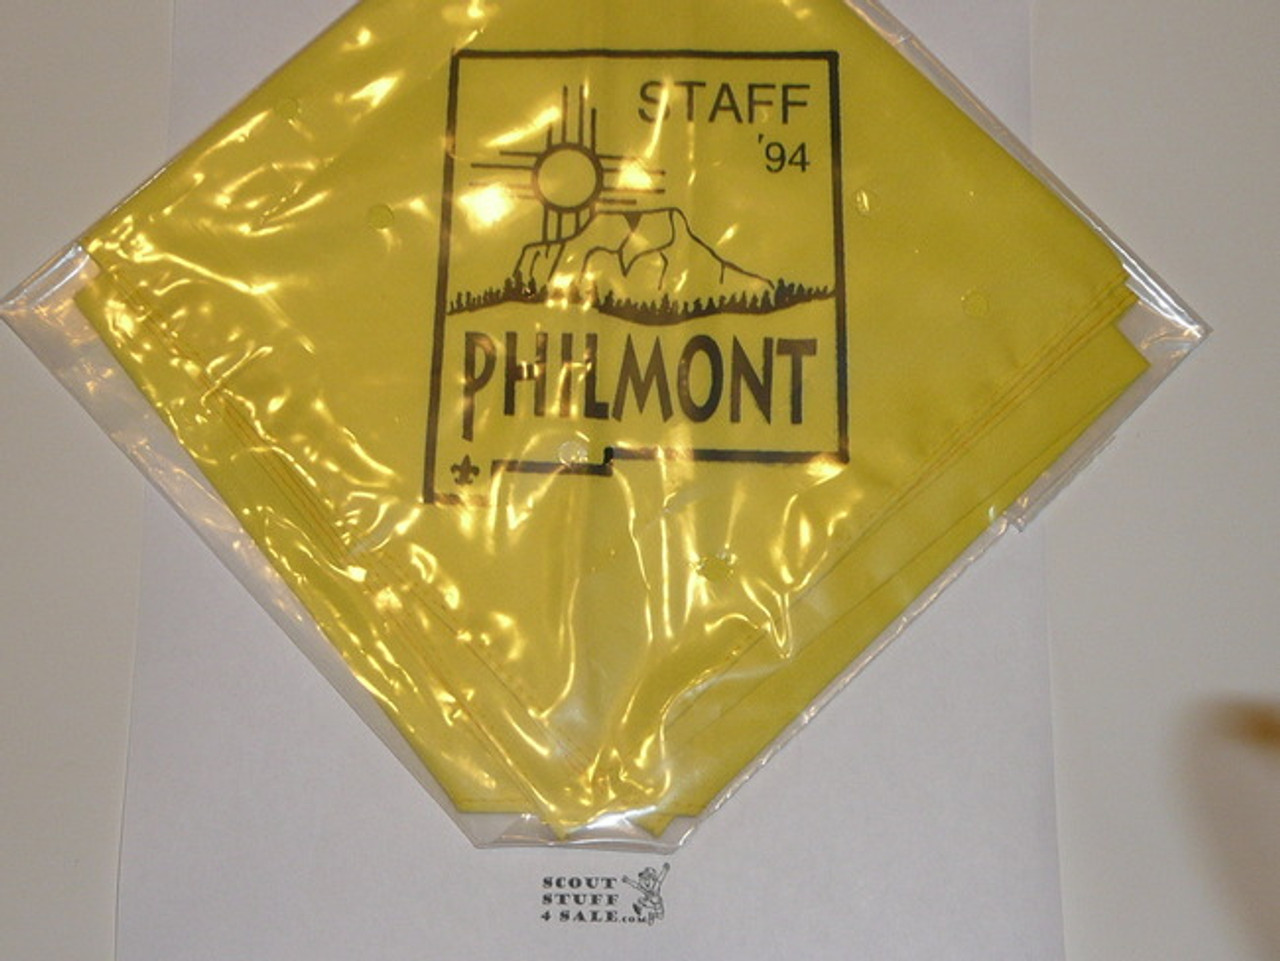 STAFF
'94
PHILMONT
SCOUT
STUFF
4 SALE.com